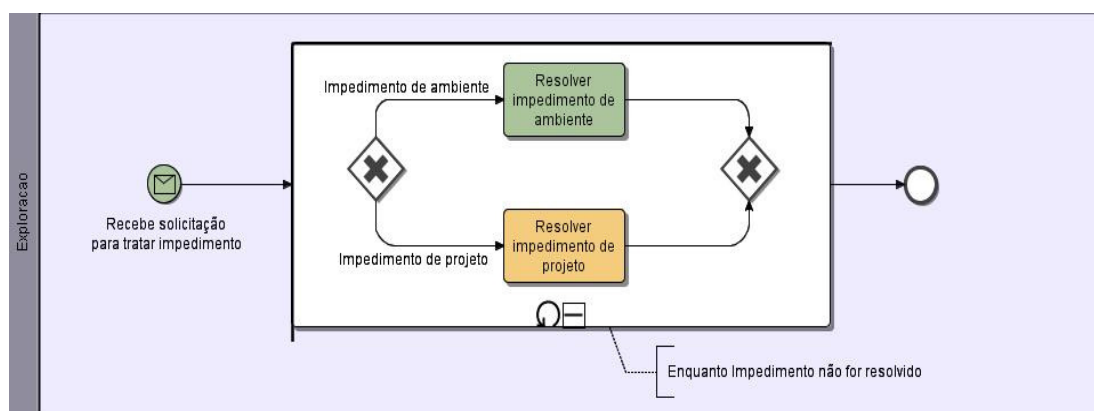 Exploracao
Recebe solicitação
para tratar impedimento
Impedimento de ambiente
Resolver
impedimento de
ambiente
Impedimento de projeto
Resolver
impedimento de
projeto
Enquanto Impedimento não for resolvido